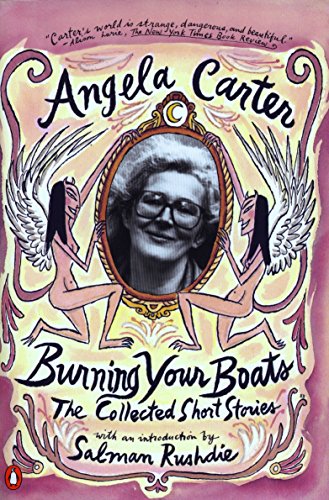 "Carter's world is strange, dangerous, and beautiful"
- Alison Lurie, The New York Times Book Review
Angela Carter
Burning Your Boats
The Collected Short Stories
with an introduction by
Salman Rushdie